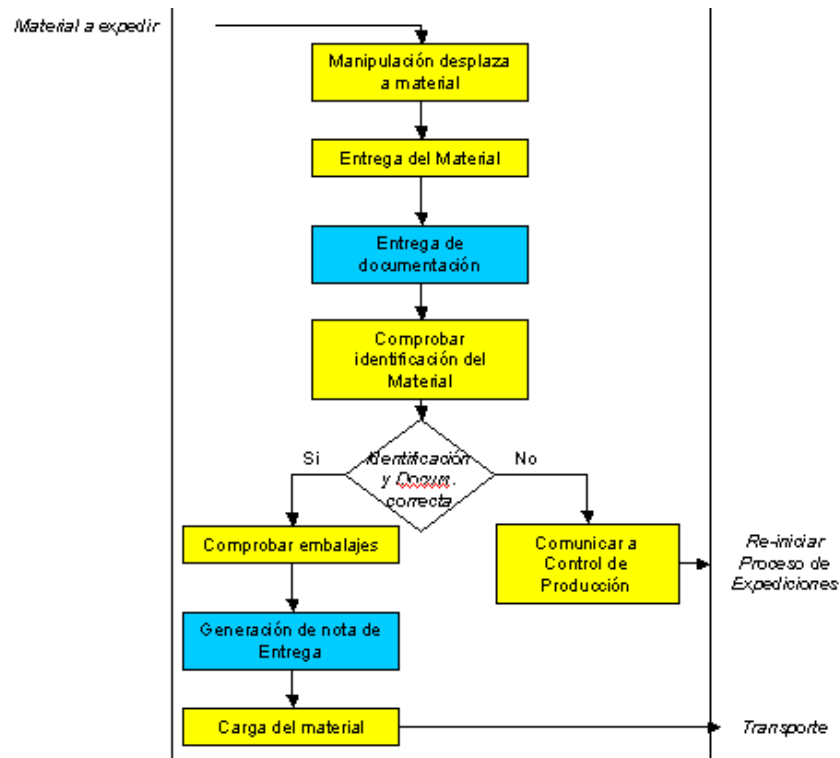 Material a expedir
Manipulación desplaza
a material
Entrega del Material
Entrega de
documentación
Comprobar
identificación del
Material
Si
Identificación
y Docum.
correcta
No
Comprobar embalajes
Comunicar a
Control de
Producción
Re-iniciar
Proceso de
Expediciones
Generación de nota de
Entrega
Carga del material
Transporte